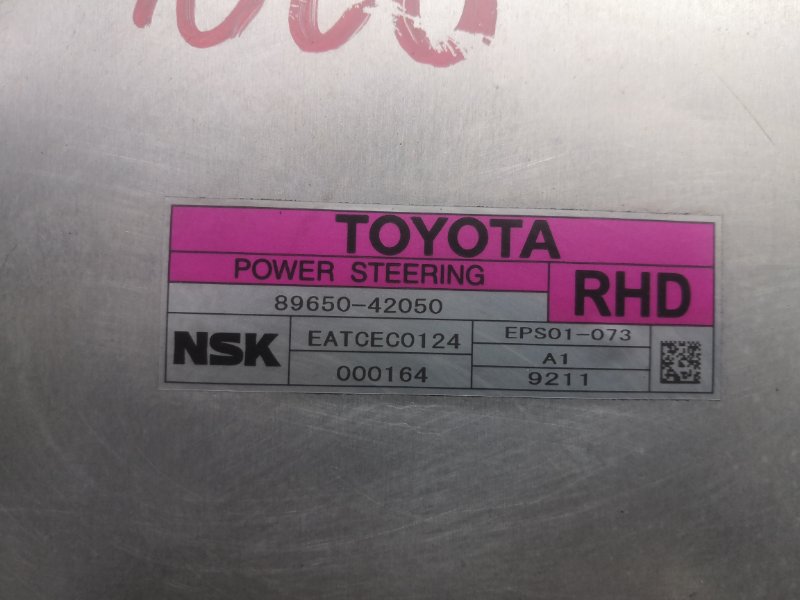 TOYOTA
POWER STEERING
RHD
89650-42050
NSK
EATCEC0124
EPS01-073
A1
000164
9211